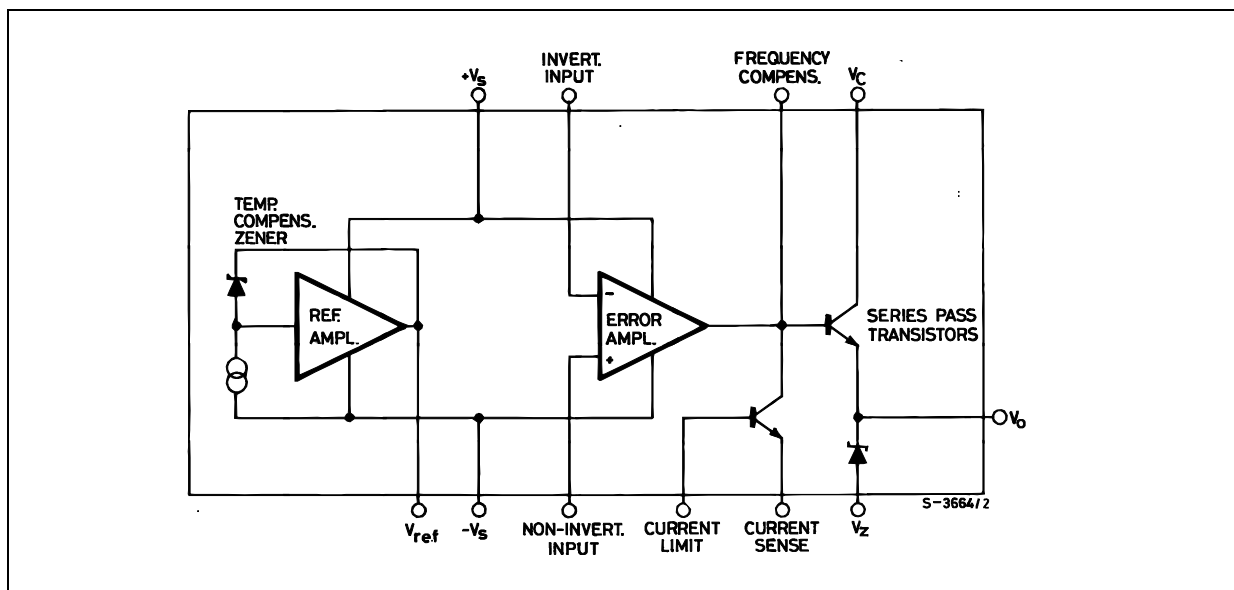 INVERT.
INPUT
FREQUENCY
COMPENS.
+Vs
VC
TEMP.
COMPENS.
ZENER
REF.
AMPL.
-
ERROR
AMPL.
+
SERIES PASS
TRANSISTORS
Vo
S-3664/2
Vref
-Vs
NON-INVERT.
INPUT
CURRENT
LIMIT
CURRENT
SENSE
VZ